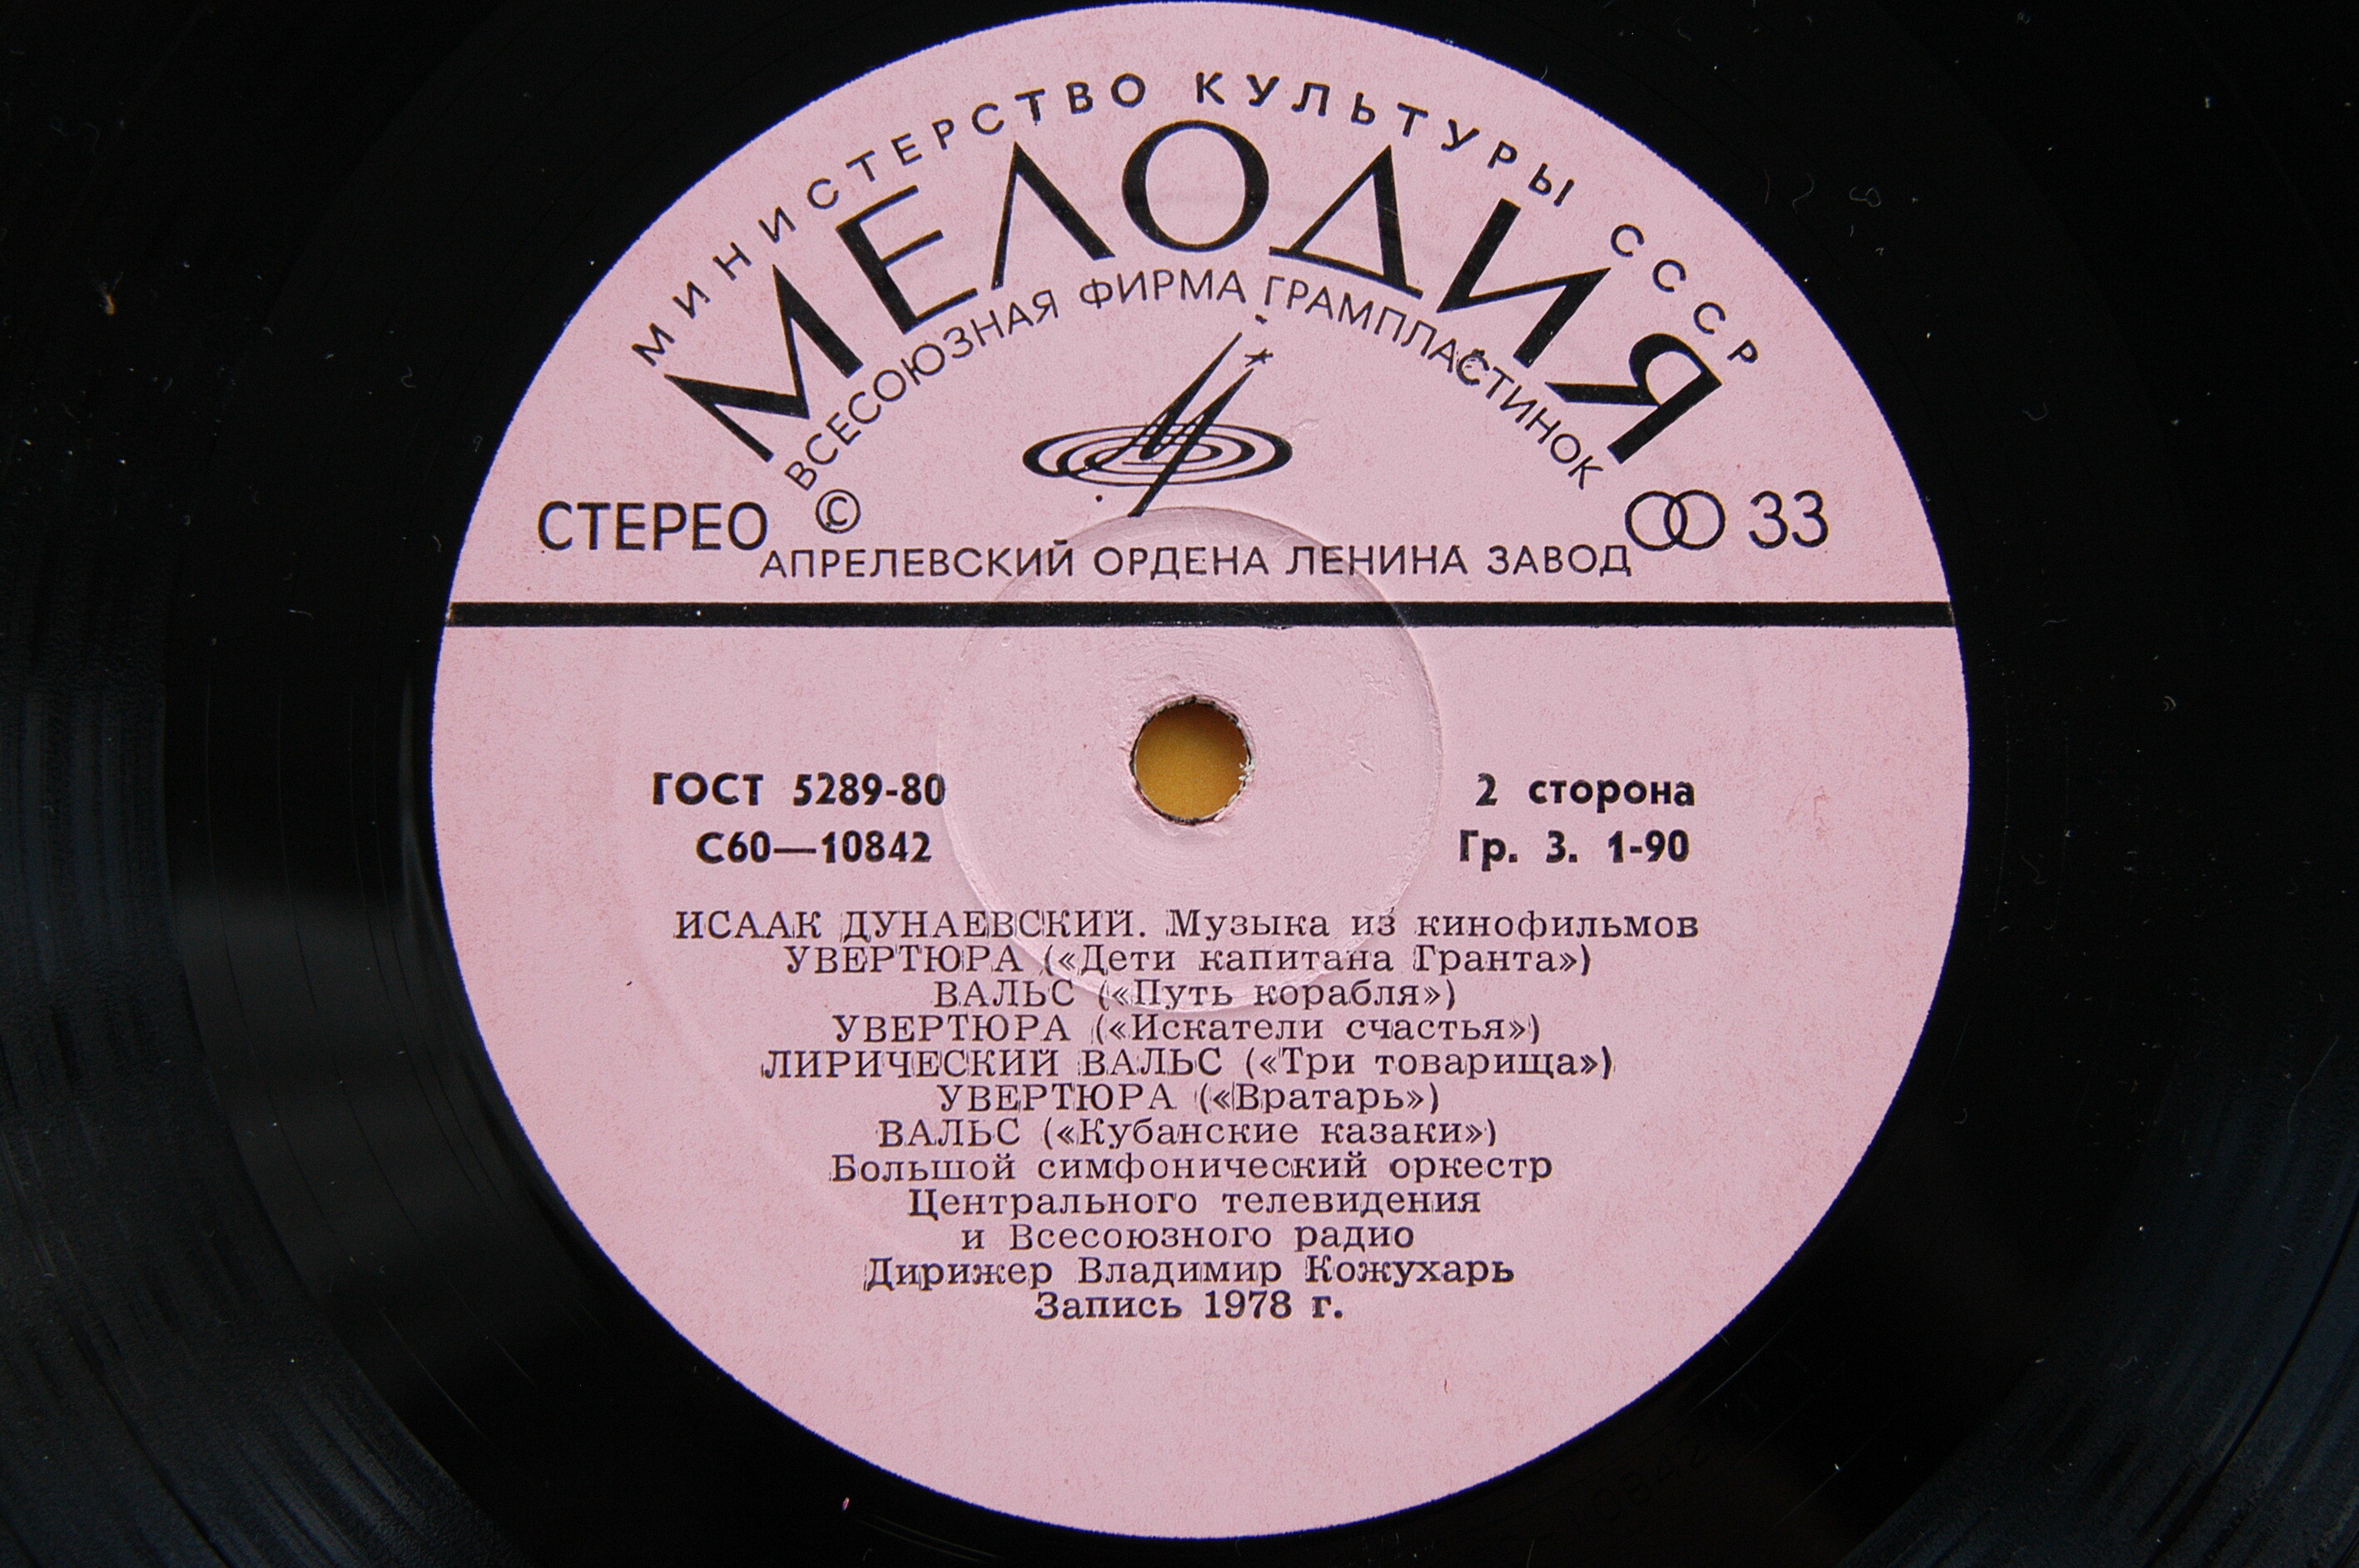 МИНИСТЕРСТВО КУЛЬТУРЫ СССР
МЕЛОДИЯ
ВСЕСОЮЗНАЯ ФИРМА ГРАМПЛАСТИНОК
СТЕРЕО © 33
АПРЕЛЕВСКИЙ ОРДЕНА ЛЕНИНА ЗАВОД
ГОСТ 5289-80 2 сторона
С60—10842 Гр. 3. 1-90
ИСААК ДУНАЕВСКИЙ. Музыка из кинофильмов
УВЕРТЮРА («Дети капитана Гранта»)
ВАЛЬС («Путь корабля»)
УВЕРТЮРА («Искатели счастья»)
ЛИРИЧЕСКИЙ ВАЛЬС («Три товарища»)
УВЕРТЮРА («Вратарь»)
ВАЛЬС («Кубанские казаки»)
Большой симфонический оркестр
Центрального телевидения
и Всесоюзного радио
Дирижер Владимир Кожухарь
Запись 1978 г.